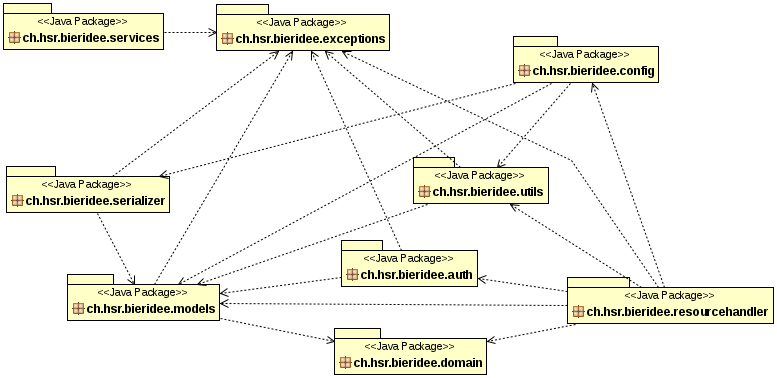 <<Java Package>>
ch.hsr.bieridee.services
<<Java Package>>
ch.hsr.bieridee.exceptions
<<Java Package>>
ch.hsr.bieridee.config
<<Java Package>>
ch.hsr.bieridee.serializer
<<Java Package>>
ch.hsr.bieridee.utils
<<Java Package>>
ch.hsr.bieridee.auth
<<Java Package>>
ch.hsr.bieridee.models
<<Java Package>>
ch.hsr.bieridee.resourcehandler
<<Java Package>>
ch.hsr.bieridee.domain